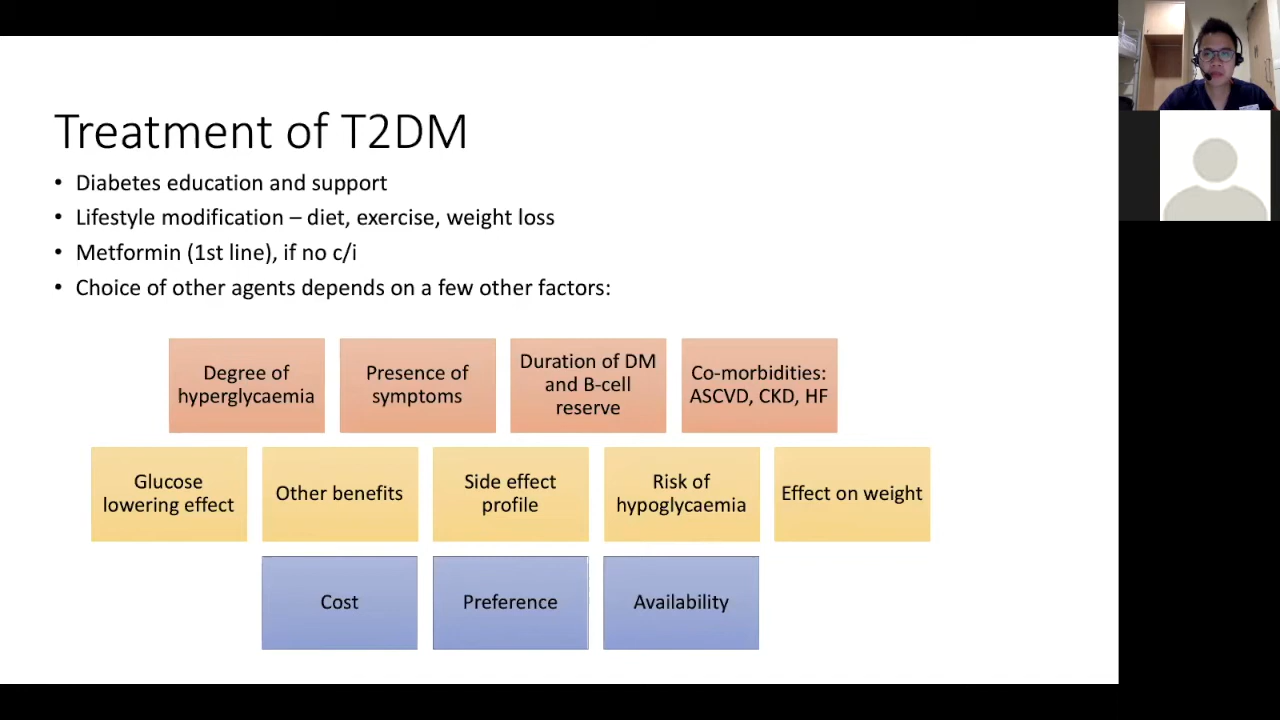 Treatment of T2DM
• Diabetes education and support
• Lifestyle modification – diet, exercise, weight loss
• Metformin (1st line), if no c/i
• Choice of other agents depends on a few other factors:
Degree of
hyperglycaemia
Presence of
symptoms
Duration of DM
and B-cell
reserve
Co-morbidities:
ASCVD, CKD, HF
Glucose
lowering effect
Other benefits
Side effect
profile
Risk of
hypoglycaemia
Effect on weight
Cost
Preference
Availability